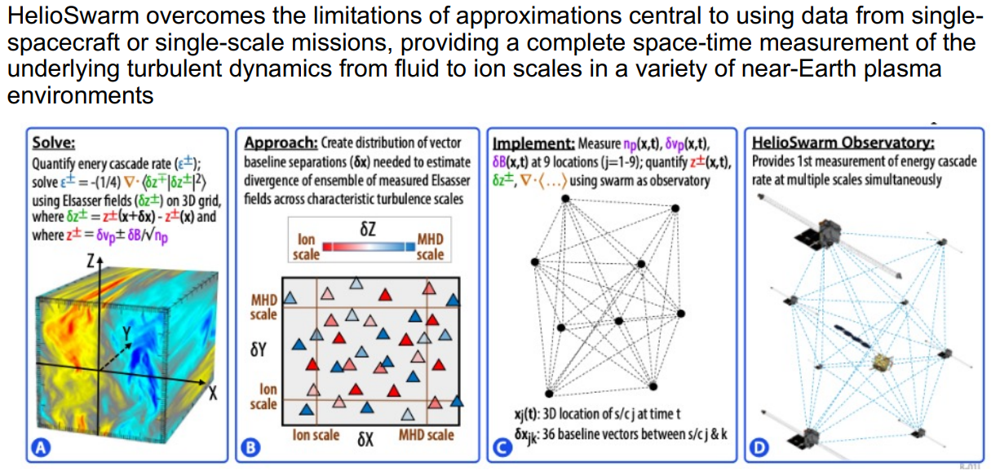 HelioSwarm overcomes the limitations of approximations central to using data from single-
spacecraft or single-scale missions, providing a complete space-time measurement of the
underlying turbulent dynamics from fluid to ion scales in a variety of near-Earth plasma
environments
Solve:
Quantify enery cascade rate (ε±);
solve ε± = -(1/4) ∇·⟨δz∓|δz±|²⟩
using Elsasser fields (δz±) on 3D grid,
where δz± = z±(x+δx) - z±(x) and
where z± = δvp± δB/√np
Z
Y
X
A
Approach: Create distribution of vector
baseline separations (δx) needed to estimate
divergence of ensemble of measured Elsasser
fields across characteristic turbulence scales
δZ
Ion
scale
MHD
scale
MHD
scale
δY
Ion
scale
Ion scale
δX
MHD scale
B
Implement: Measure np(x,t), δvp(x,t),
δB(x,t) at 9 locations (j=1-9); quantify z±(x,t),
δz±, ∇·⟨...⟩ using swarm as observatory
xj(t): 3D location of s/c j at time t
δxjk: 36 baseline vectors between s/c j & k
C
HelioSwarm Observatory:
Provides 1st measurement of energy cascade
rate at multiple scales simultaneously
D